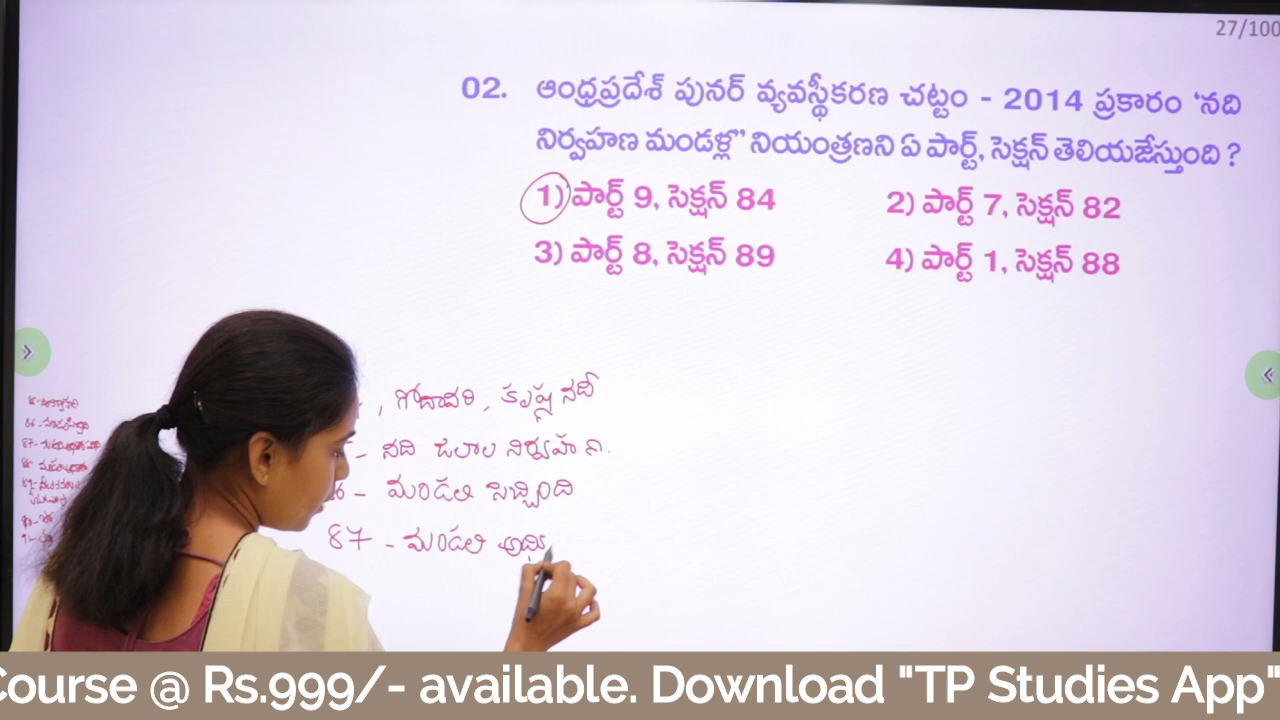 27/100
02. ఆంధ్రప్రదేశ్ పునర్ వ్యవస్థీకరణ చట్టం - 2014 ప్రకారం ‘నది
నిర్వహణ మండళ్ల” నియంత్రణని ఏ పార్ట్, సెక్షన్ తెలియజేస్తుంది ?
1) పార్ట్ 9, సెక్షన్ 84 2) పార్ట్ 7, సెక్షన్ 82
3) పార్ట్ 8, సెక్షన్ 89 4) పార్ట్ 1, సెక్షన్ 88
, గోదావరి, కృష్ణ నదీ
- నది జలాల నిర్వహణ.
- మండలి సిబ్బంది
87 - మండలి
Course @ Rs.999/- available. Download "TP Studies App"